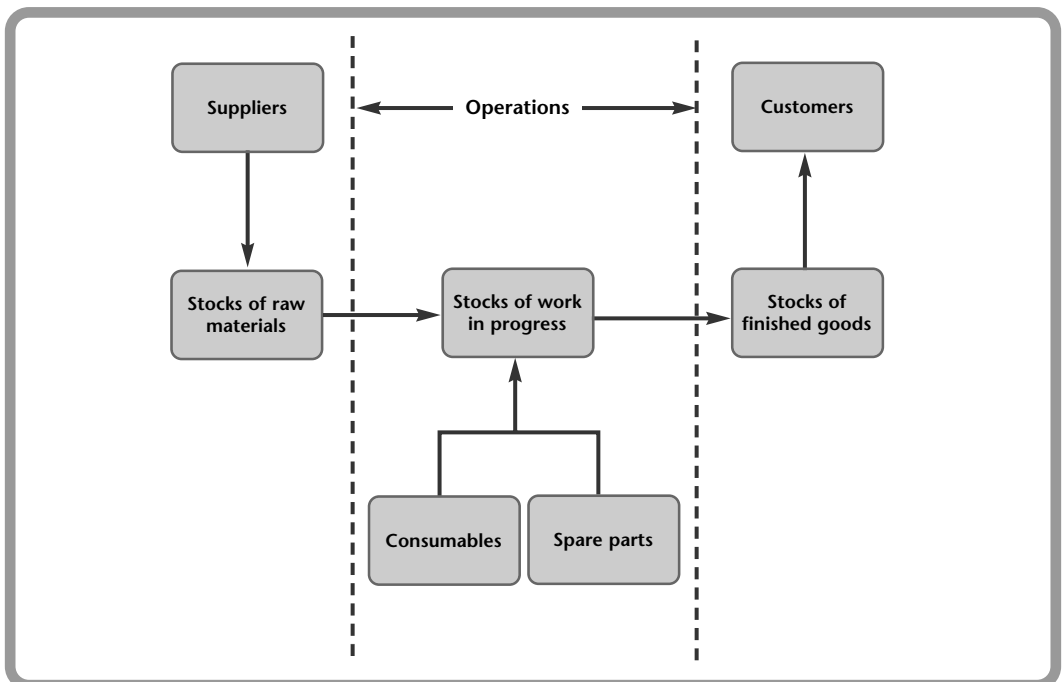 Suppliers
Operations
Customers
Stocks of raw
materials
Stocks of work
in progress
Stocks of
finished goods
Consumables
Spare parts